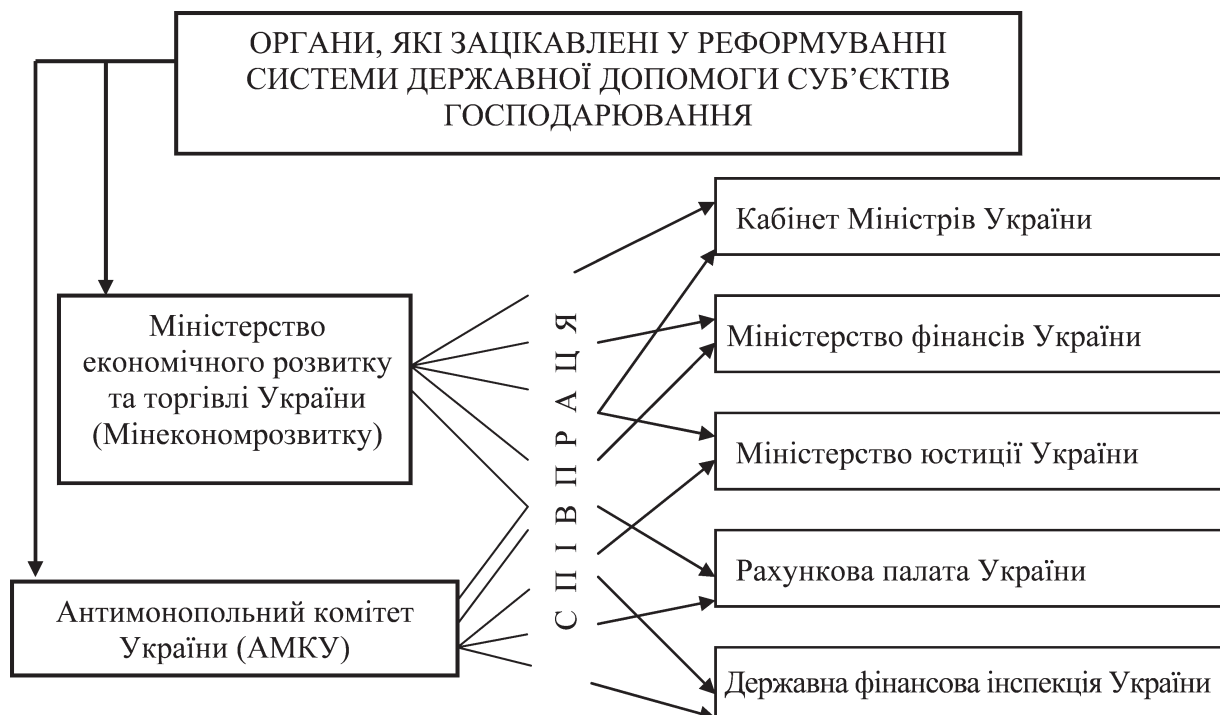 ОРГАНИ, ЯКІ ЗАЦІКАВЛЕНІ У РЕФОРМУВАННІ
СИСТЕМИ ДЕРЖАВНОЇ ДОПОМОГИ СУБ’ЄКТІВ
ГОСПОДАРЮВАННЯ
Міністерство
економічного розвитку
та торгівлі України
(Мінекономрозвитку)
Антимонопольний комітет
України (АМКУ)
С П І В П Р А Ц Я
Кабінет Міністрів України
Міністерство фінансів України
Міністерство юстиції України
Рахункова палата України
Державна фінансова інспекція України